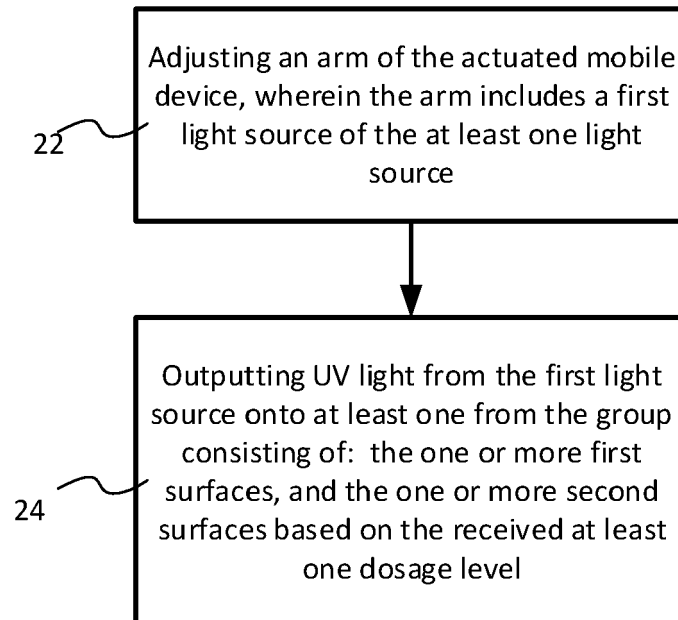 Adjusting an arm of the actuated mobile
device, wherein the arm includes a first
light source of the at least one light
source
22
Outputting UV light from the first light
source onto at least one from the group
consisting of: the one or more first
surfaces, and the one or more second
surfaces based on the received at least
one dosage level
24